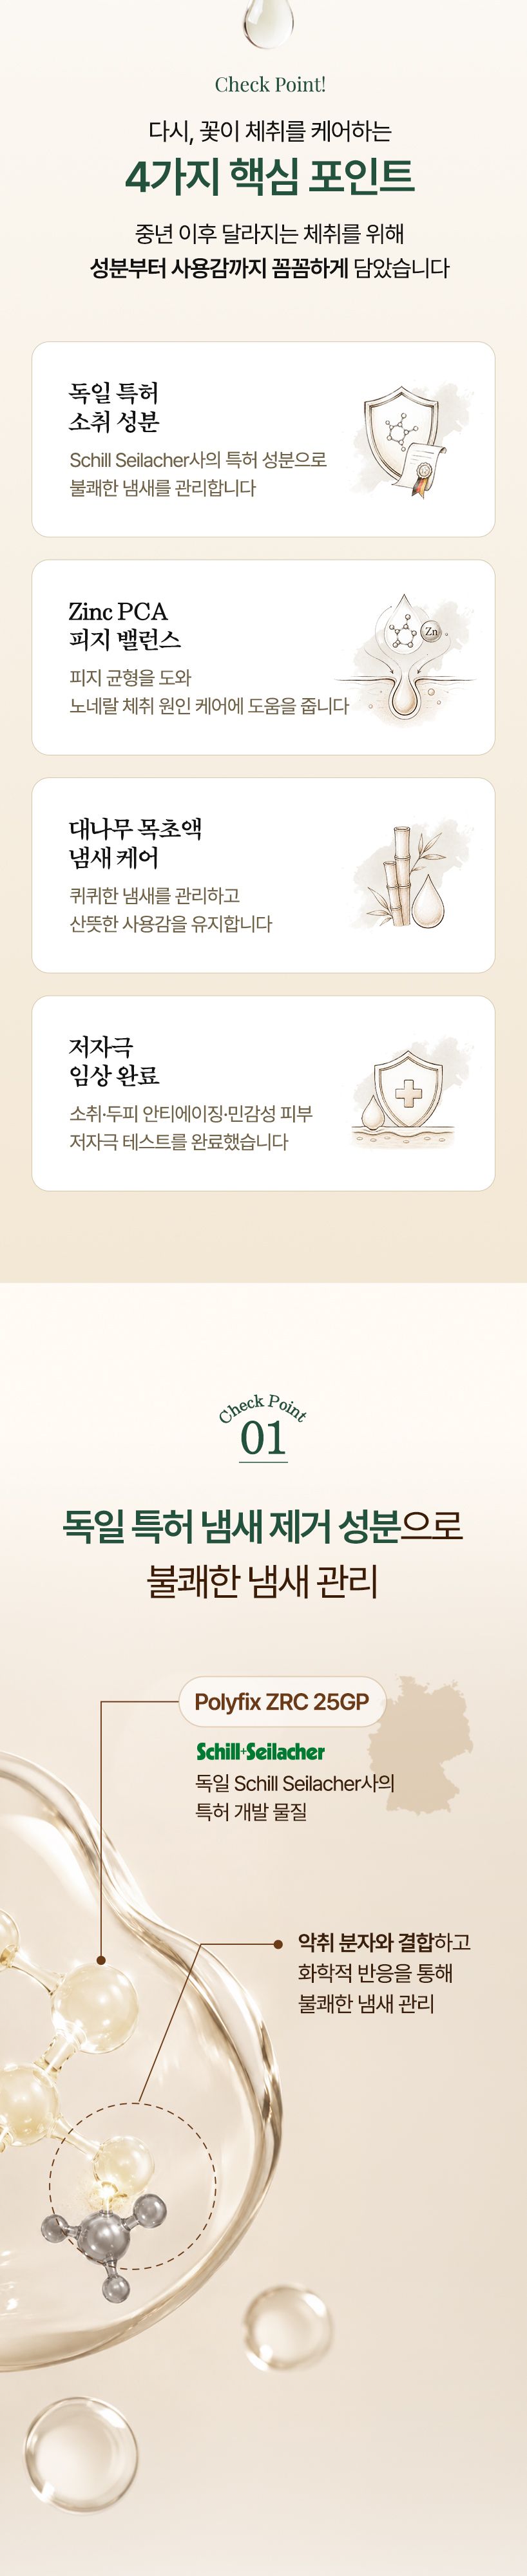 Check Point!
다시, 꽃이 체취를 케어하는
4가지 핵심 포인트
중년 이후 달라지는 체취를 위해
성분부터 사용감까지 꼼꼼하게 담았습니다
독일 특허
소취 성분
Schill Seilacher사의 특허 성분으로
불쾌한 냄새를 관리합니다
Zinc PCA
피지 밸런스
피지 균형을 도와
노네랄 체취 원인 케어에 도움을 줍니다
Zn
대나무 목초액
냄새 케어
퀴퀴한 냄새를 관리하고
산뜻한 사용감을 유지합니다
저자극
임상 완료
소취·두피 안티에이징·민감성 피부
저자극 테스트를 완료했습니다
Check Point
01
독일 특허 냄새 제거 성분으로
불쾌한 냄새 관리
Polyfix ZRC 25GP
Schill+Seilacher
독일 Schill Seilacher사의
특허 개발 물질
악취 분자와 결합하고
화학적 반응을 통해
불쾌한 냄새 관리